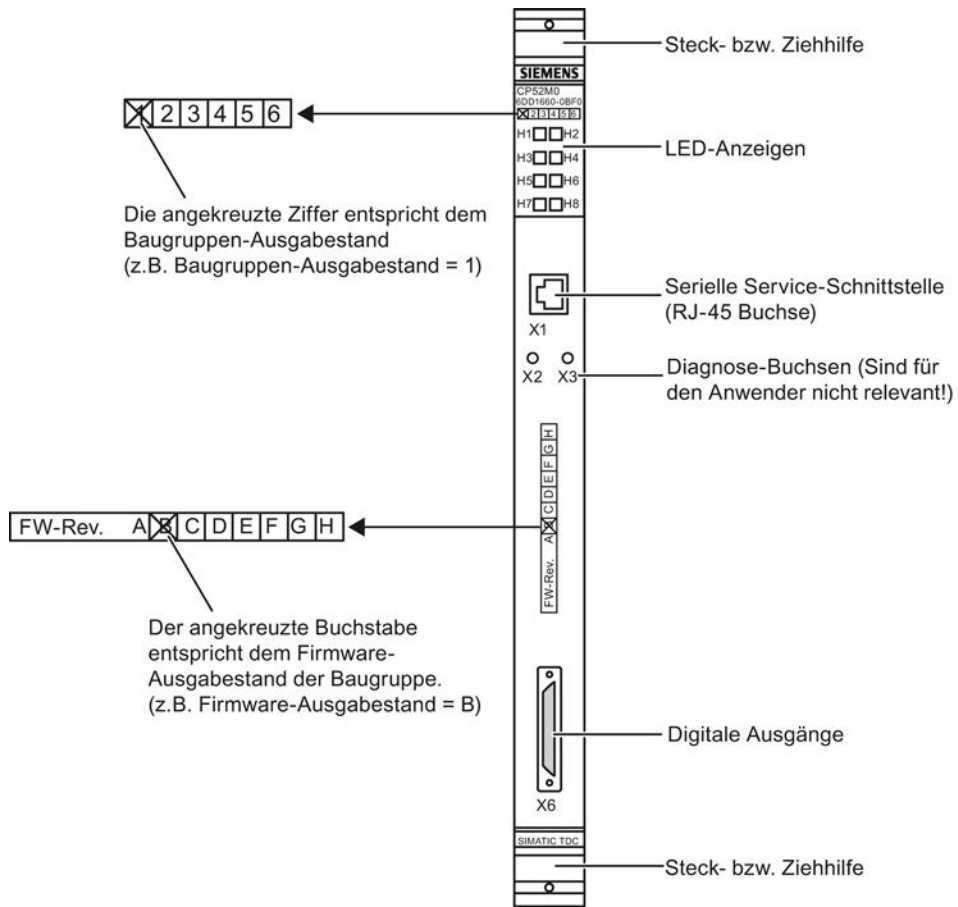 Steck- bzw. Ziehhilfe
SIEMENS
CP52M0
6DD1660-0BF0
1 2 3 4 5 6
1 2 3 4 5 6
H1 H2
H3 H4
H5 H6
H7 H8
LED-Anzeigen
Die angekreuzte Ziffer entspricht dem
Baugruppen-Ausgabestand
(z.B. Baugruppen-Ausgabestand = 1)
Serielle Service-Schnittstelle
(RJ-45 Buchse)
X1
X2 X3
Diagnose-Buchsen (Sind für
den Anwender nicht relevant!)
FW-Rev. A B C D E F G H
FW-Rev. A B C D E F G H
Der angekreuzte Buchstabe
entspricht dem Firmware-
Ausgabestand der Baugruppe.
(z.B. Firmware-Ausgabestand = B)
Digitale Ausgänge
X6
SIMATIC TDC
Steck- bzw. Ziehhilfe